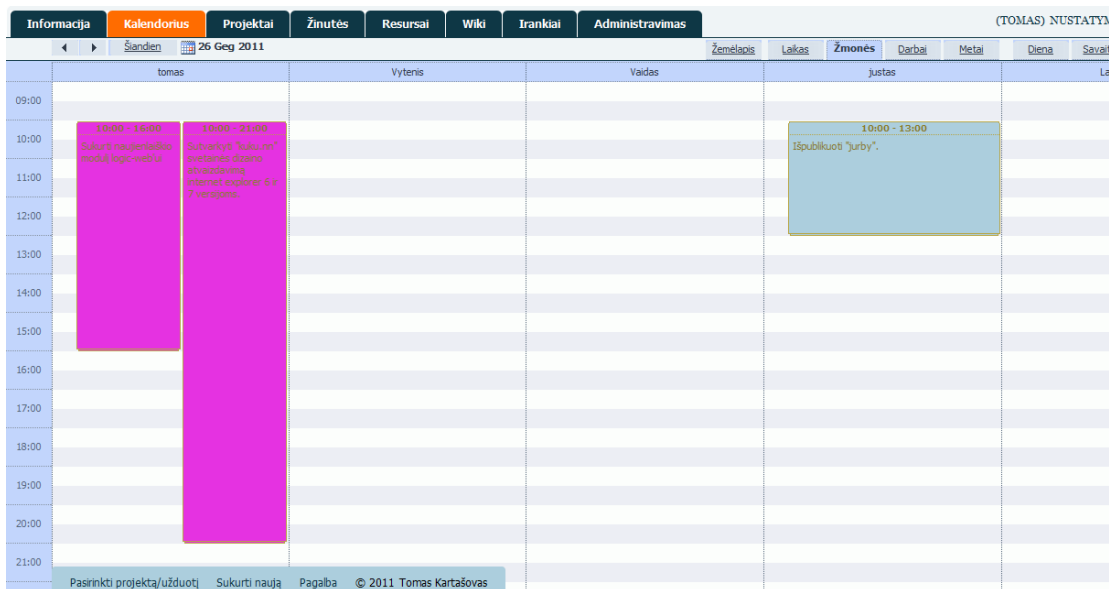 Informacija Kalendorius Projektai Žinutės Resursai Wiki Irankiai Administravimas (TOMAS) NUSTATYM
Šiandien 26 Geg 2011 Žemėlapis Laikas Žmonės Darbai Metai Diena Savait
tomas Vytenis Vaidas justas La
09:00
10:00 - 13:00
10:00
Išpublikuoti "jurby".
11:00
12:00
13:00
14:00
15:00
16:00
17:00
18:00
19:00
20:00
21:00
Pasirinkti projektą/užduotį Sukurti naują Pagalba © 2011 Tomas Kartašovas